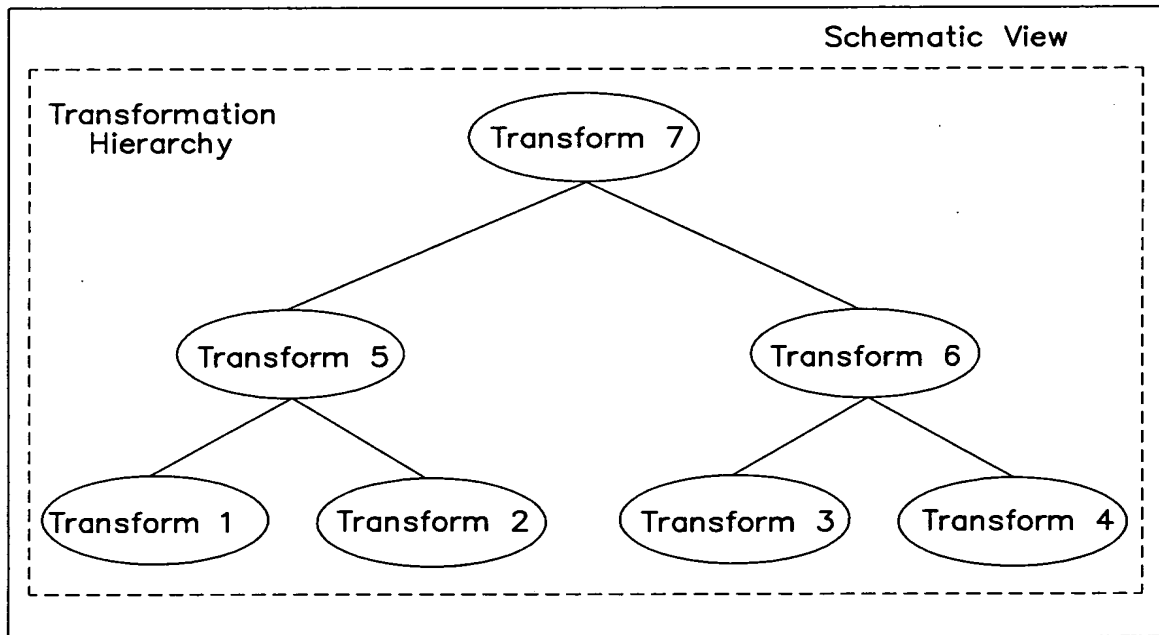 Schematic View
Transformation
Hierarchy
Transform 7
Transform 5
Transform 6
Transform 1
Transform 2
Transform 3
Transform 4